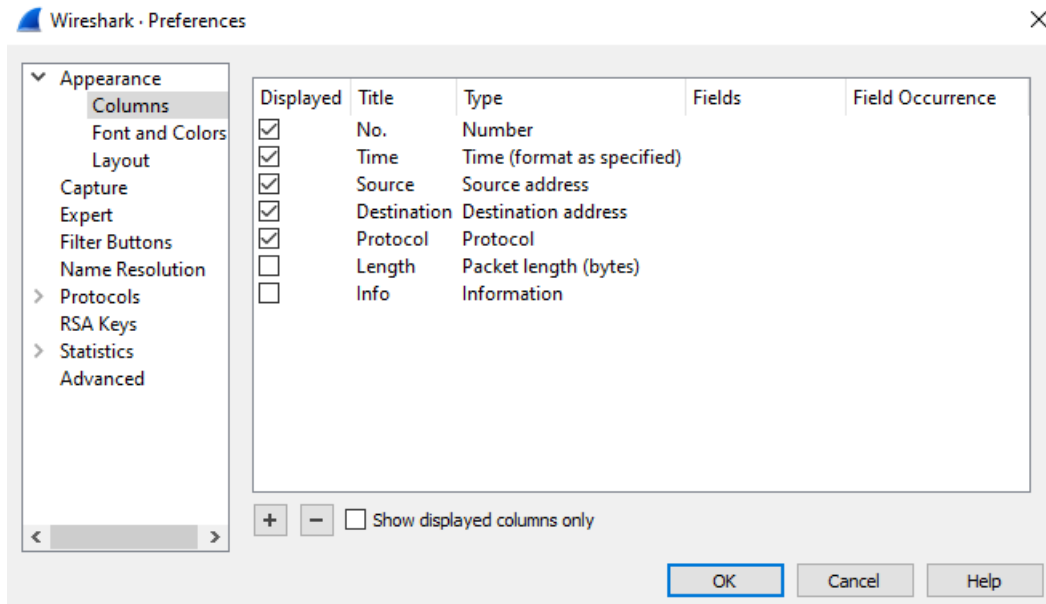 Wireshark · Preferences
Appearance
Columns
Font and Colors
Layout
Capture
Expert
Filter Buttons
Name Resolution
Protocols
RSA Keys
Statistics
Advanced
Displayed Title Type Fields Field Occurrence
No. Number
Time Time (format as specified)
Source Source address
Destination Destination address
Protocol Protocol
Length Packet length (bytes)
Info Information
Show displayed columns only
OK Cancel Help